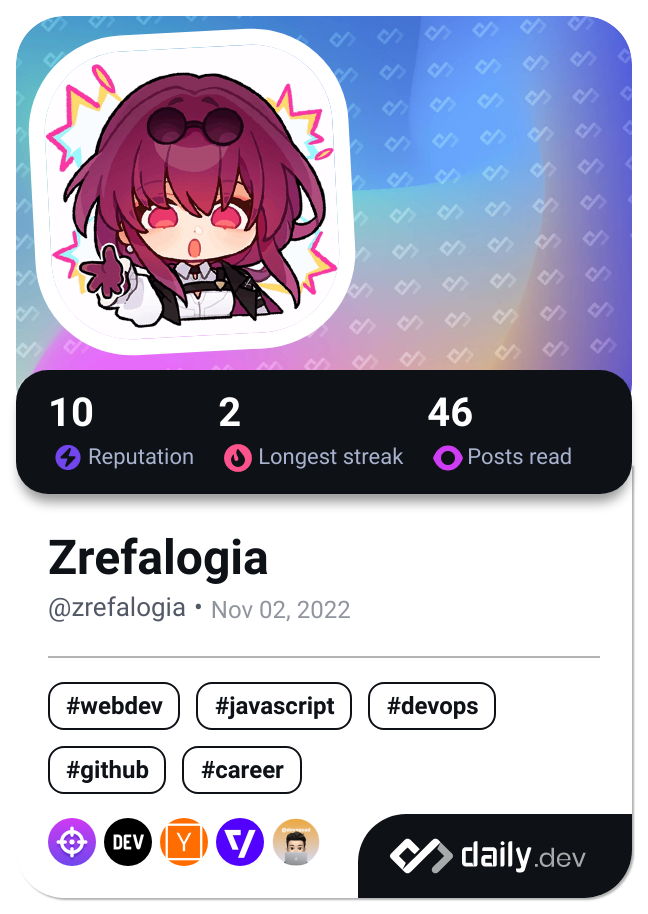 10 2 46
Reputation Longest streak Posts read
Zrefalogia
@zrefalogia • Nov 02, 2022
#webdev #javascript #devops
#github #career
DEV Y
daily.dev